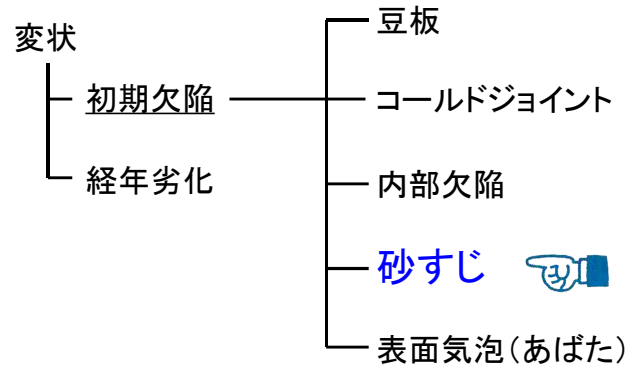 変状
初期欠陥
経年劣化
豆板
コールドジョイント
内部欠陥
砂すじ
表面気泡(あばた)